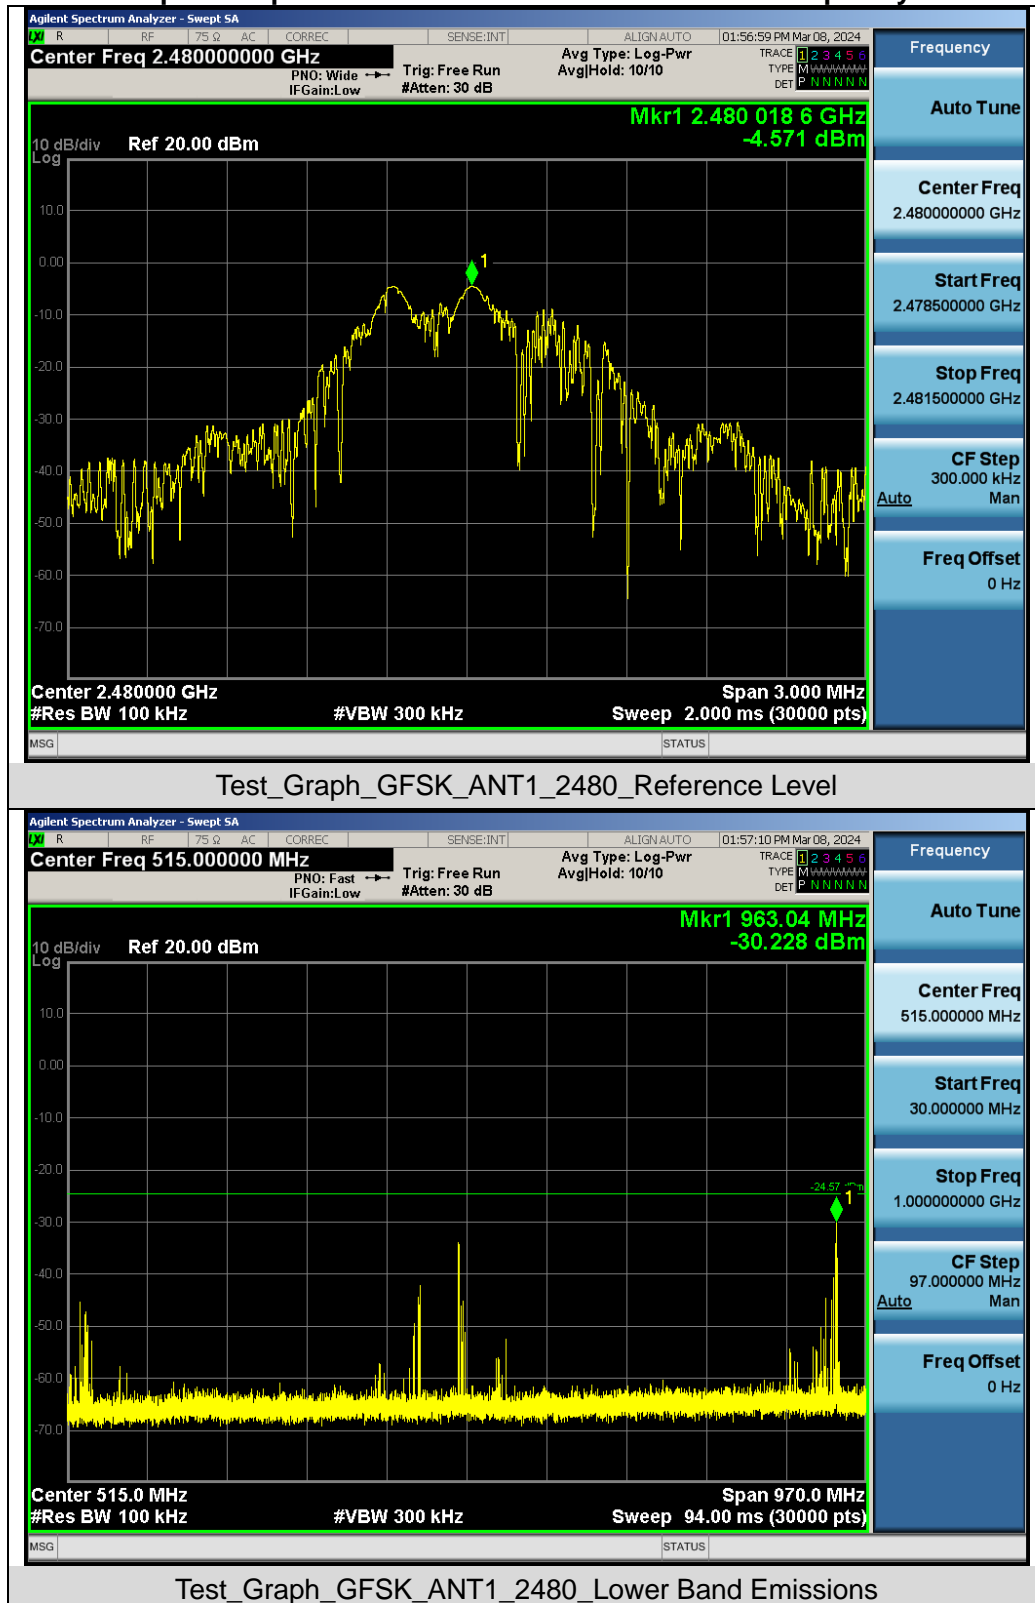 Agilent Spectrum Analyzer - Swept SA
LXI R RF 75 Ω AC CORREC SENSE:INT ALIGN AUTO 01:56:59 PM Mar 08, 2024
Center Freq 2.480000000 GHz
PNO: Wide
IFGain:Low
Trig: Free Run
#Atten: 30 dB
Avg Type: Log-Pwr
Avg|Hold: 10/10
TRACE 1 2 3 4 5 6
TYPE M WWWWW
DET P N N N N N
Mkr1 2.480 018 6 GHz
-4.571 dBm
10 dB/div Ref 20.00 dBm
Log
10.0
0.00
-10.0
-20.0
-30.0
-40.0
-50.0
-60.0
-70.0
1
Center 2.480000 GHz Span 3.000 MHz
#Res BW 100 kHz #VBW 300 kHz Sweep 2.000 ms (30000 pts)
MSG STATUS
Frequency
Auto Tune
Center Freq
2.480000000 GHz
Start Freq
2.478500000 GHz
Stop Freq
2.481500000 GHz
CF Step
300.000 kHz
Auto Man
Freq Offset
0 Hz
Test_Graph_GFSK_ANT1_2480_Reference Level
Agilent Spectrum Analyzer - Swept SA
LXI R RF 75 Ω AC CORREC SENSE:INT ALIGN AUTO 01:57:10 PM Mar 08, 2024
Center Freq 515.000000 MHz
PNO: Fast
IFGain:Low
Trig: Free Run
#Atten: 30 dB
Avg Type: Log-Pwr
Avg|Hold: 10/10
TRACE 1 2 3 4 5 6
TYPE M WWWWW
DET P N N N N N
Mkr1 963.04 MHz
-30.228 dBm
10 dB/div Ref 20.00 dBm
Log
10.0
0.00
-10.0
-20.0
-30.0
-40.0
-50.0
-60.0
-70.0
-24.57 dBm
1
Center 515.0 MHz Span 970.0 MHz
#Res BW 100 kHz #VBW 300 kHz Sweep 94.00 ms (30000 pts)
MSG STATUS
Frequency
Auto Tune
Center Freq
515.000000 MHz
Start Freq
30.000000 MHz
Stop Freq
1.000000000 GHz
CF Step
97.000000 MHz
Auto Man
Freq Offset
0 Hz
Test_Graph_GFSK_ANT1_2480_Lower Band Emissions